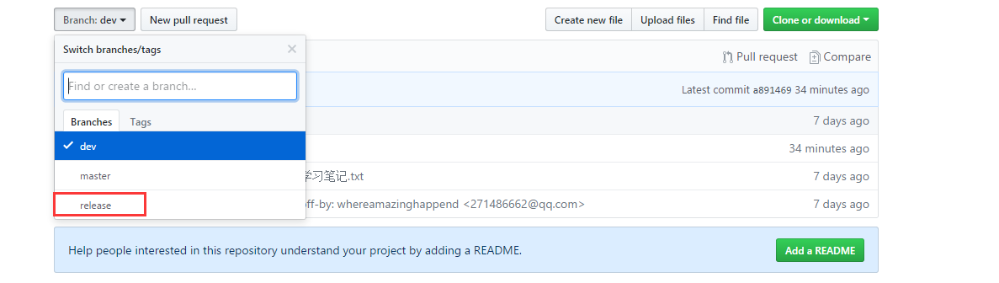 Branch: dev New pull request Create new file Upload files Find file Clone or download
Switch branches/tags
Pull request Compare
Find or create a branch...
Latest commit a891469 34 minutes ago
Branches Tags
7 days ago
dev
34 minutes ago
master
学习笔记.txt 7 days ago
release
off-by: whereamazinghappend <271486662@qq.com> 7 days ago
Help people interested in this repository understand your project by adding a README. Add a README